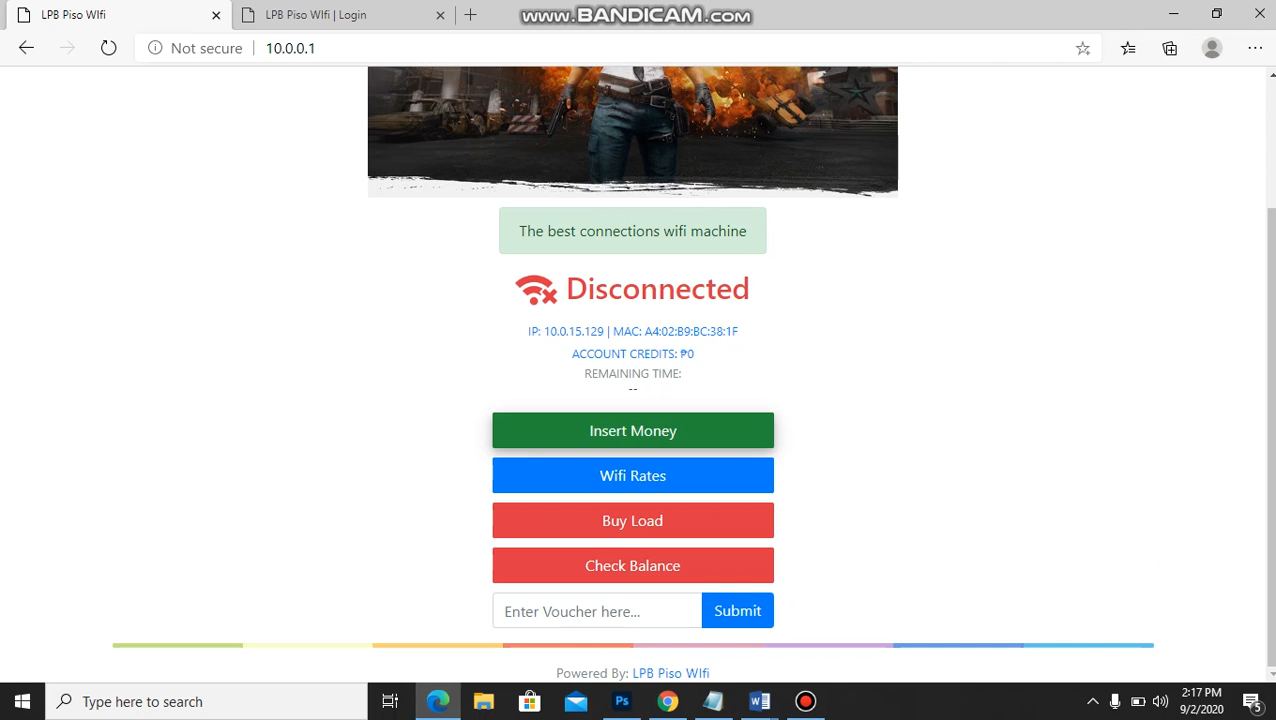 LPB Piso WIfi
LPB Piso WIfi | Login
www.BANDICAM.com
Not secure
10.0.0.1
The best connections wifi machine
Disconnected
IP: 10.0.15.129 | MAC: A4:02:B9:BC:38:1F
ACCOUNT CREDITS: ₱0
REMAINING TIME:
--
Insert Money
Wifi Rates
Buy Load
Check Balance
Enter Voucher here...
Submit
Powered By: LPB Piso WIfi
Type here to search
Ps
W
2:17 PM
9/2/2020
5